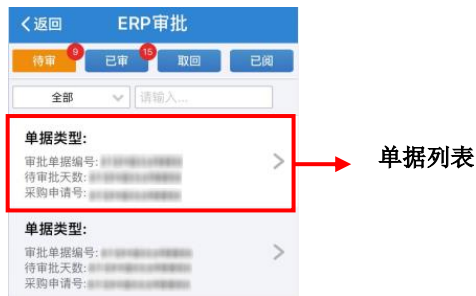 返回 ERP审批
待审 9 已审 15 取回 已阅
全部 请输入...
单据类型:
审批单据编号:
待审批天数:
采购申请号:
单据列表
单据类型:
审批单据编号:
待审批天数:
采购申请号: